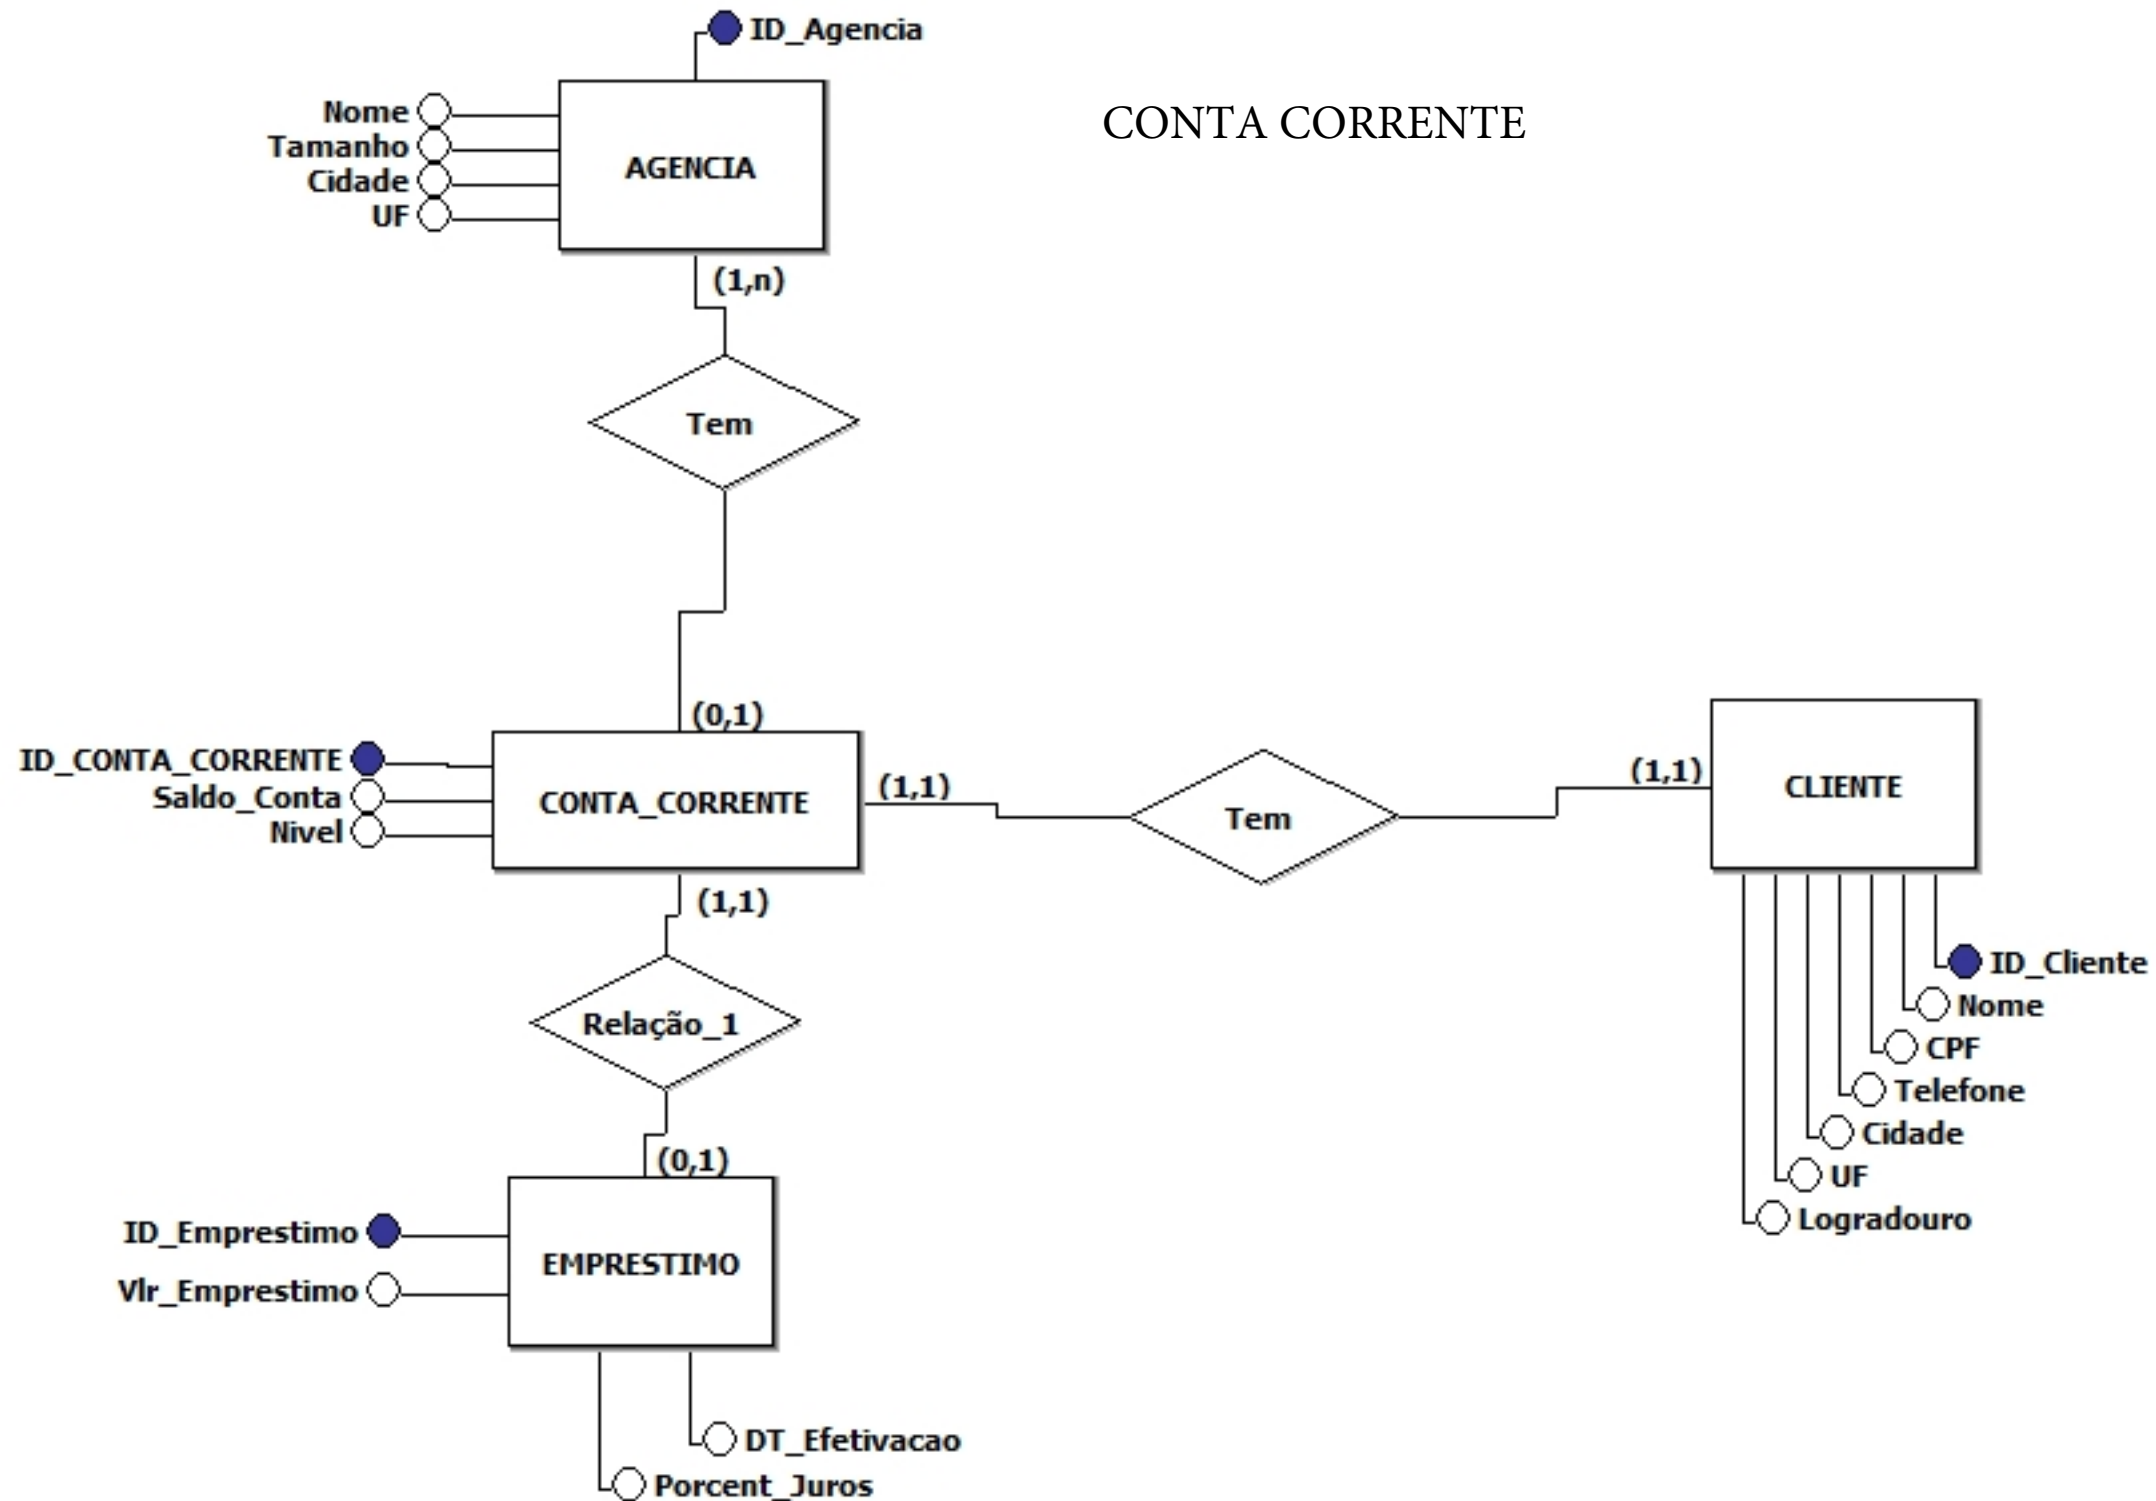 ID_Agencia
CONTA CORRENTE
Nome
Tamanho
Cidade
UF
AGENCIA
(1,n)
Tem
(0,1)
ID_CONTA_CORRENTE
Saldo_Conta
Nivel
CONTA_CORRENTE
(1,1)
Tem
(1,1)
CLIENTE
(1,1)
Relação_1
(0,1)
ID_Cliente
Nome
CPF
Telefone
Cidade
UF
Logradouro
ID_Emprestimo
Vlr_Emprestimo
EMPRESTIMO
DT_Efetivacao
Porcent_Juros